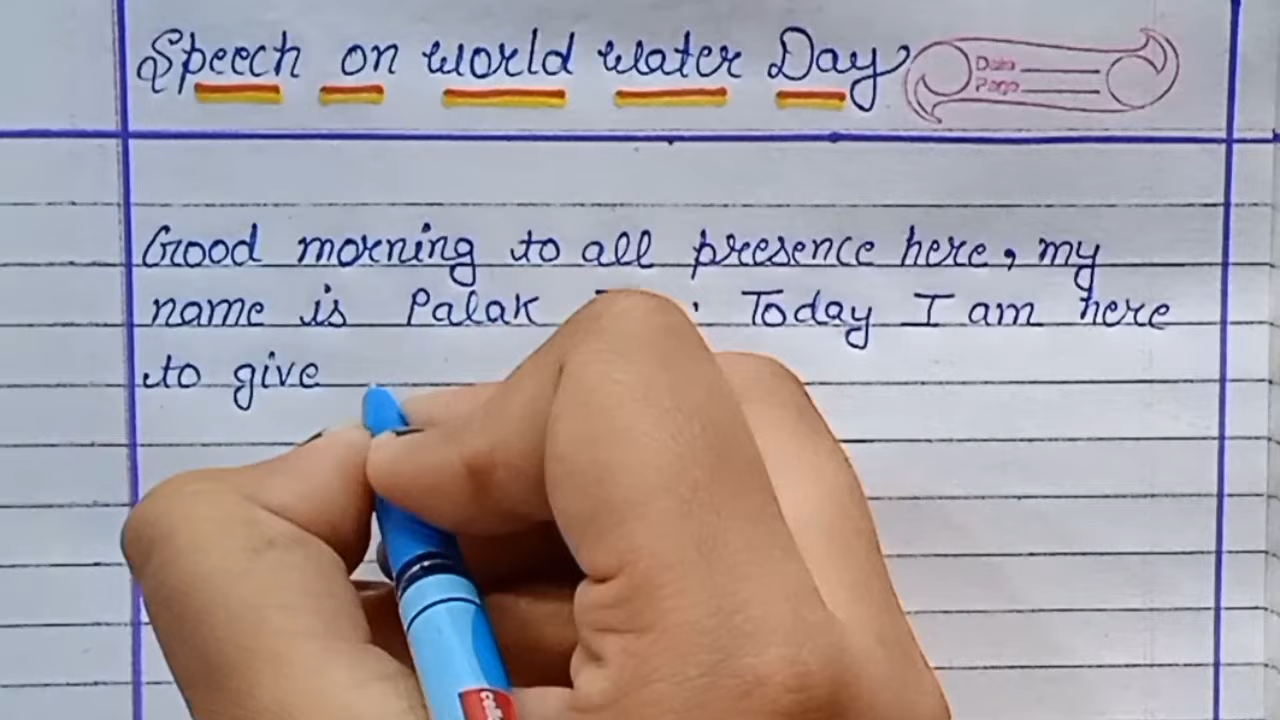 Speech on World Water Day
Date
Page
Good morning to all presence here, my
name is Palak . Today I am here
to give
cello